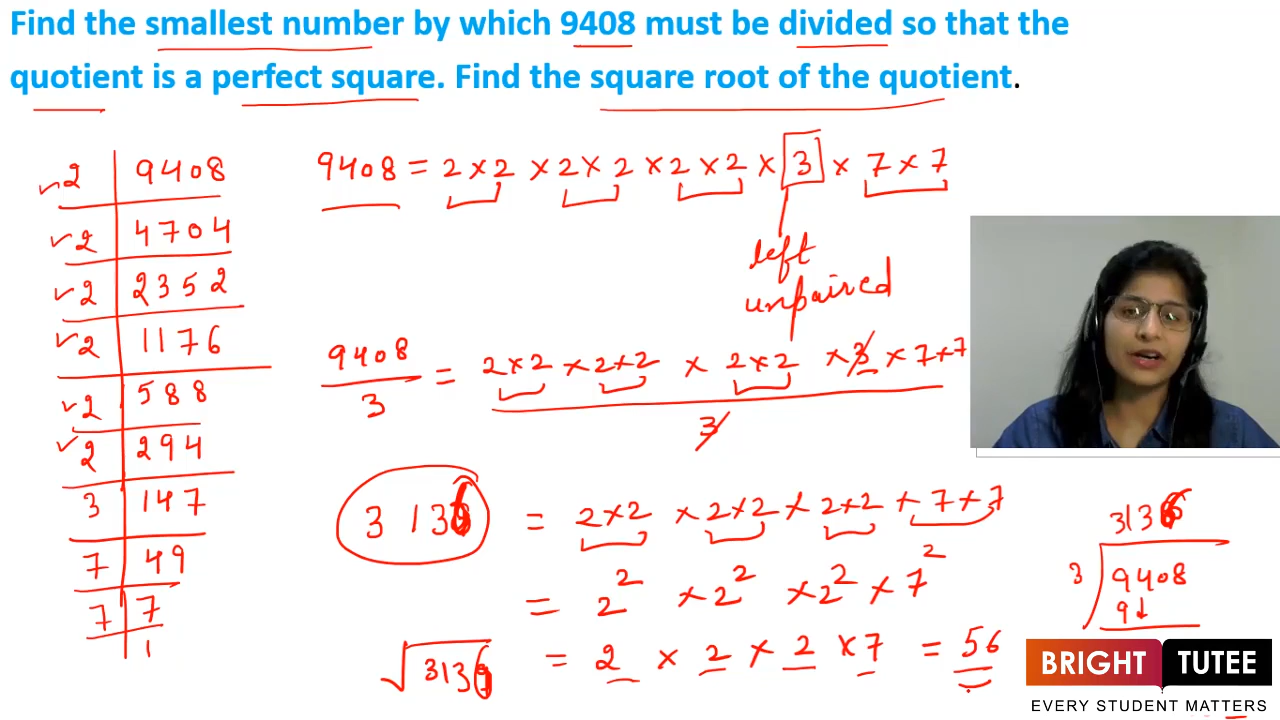 Find the smallest number by which 9408 must be divided so that the
quotient is a perfect square. Find the square root of the quotient.
2 | 9408
2 | 4704
2 | 2352
2 | 1176
2 | 588
2 | 294
3 | 147
7 | 49
7 | 7
1
9408 = 2 × 2 × 2 × 2 × 2 × 2 × 3 × 7 × 7
left
unpaired
9408/3 = 2×2 × 2×2 × 2×2 × 3 × 7×7 / 3
3136 = 2×2 × 2×2 × 2×2 × 7×7
= 2² × 2² × 2² × 7²
√3136 = 2 × 2 × 2 × 7 = 56
3136
3 9408
9↓
BRIGHT TUTEE
EVERY STUDENT MATTERS